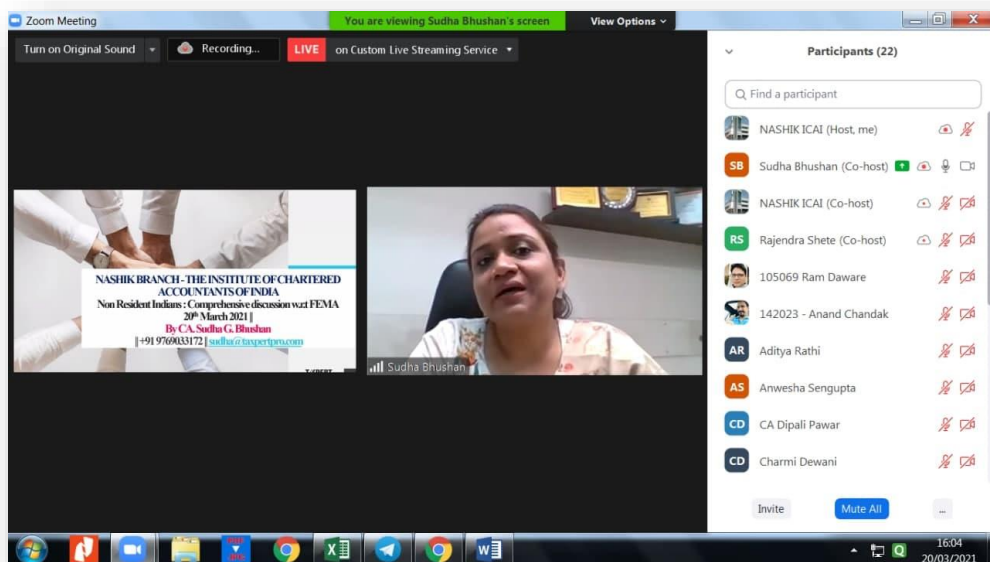 Zoom Meeting
You are viewing Sudha Bhushan's screen
View Options
Turn on Original Sound
Recording...
LIVE
on Custom Live Streaming Service
Participants (22)
Find a participant
NASHIK ICAI (Host, me)
SB
Sudha Bhushan (Co-host)
NASHIK ICAI (Co-host)
RS
Rajendra Shete (Co-host)
105069 Ram Daware
142023 - Anand Chandak
AR
Aditya Rathi
AS
Anwesha Sengupta
CD
CA Dipali Pawar
CD
Charmi Dewani
Invite
Mute All
...
NASHIK BRANCH - THE INSTITUTE OF CHARTERED
ACCOUNTANTS OF INDIA
Non Resident Indians : Comprehensive discussion w.r.t FEMA
20th March 2021 ||
By CA. Sudha G. Bhushan
|| +91 9769033172 || sudha@taxpertpro.com
Sudha Bhushan
16:04
20/03/2021